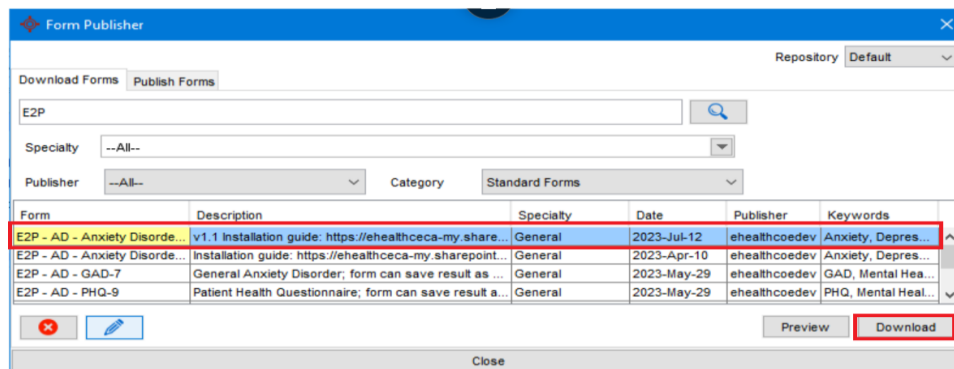 Form Publisher
Repository Default
Download Forms Publish Forms
E2P
Specialty --All--
Publisher --All-- Category Standard Forms
Form Description Specialty Date Publisher Keywords
E2P - AD - Anxiety Disorde... v1.1 Installation guide: https://ehealthceca-my.share... General 2023-Jul-12 ehealthcoedev Anxiety, Depres...
E2P - AD - Anxiety Disorde... Installation guide: https://ehealthceca-my.sharepoint... General 2023-Apr-10 ehealthcoedev Anxiety, Depres...
E2P - AD - GAD-7 General Anxiety Disorder; form can save result as ... General 2023-May-29 ehealthcoedev GAD, Mental Hea...
E2P - AD - PHQ-9 Patient Health Questionnaire; form can save result a... General 2023-May-29 ehealthcoedev PHQ, Mental Heal...
Preview Download
Close